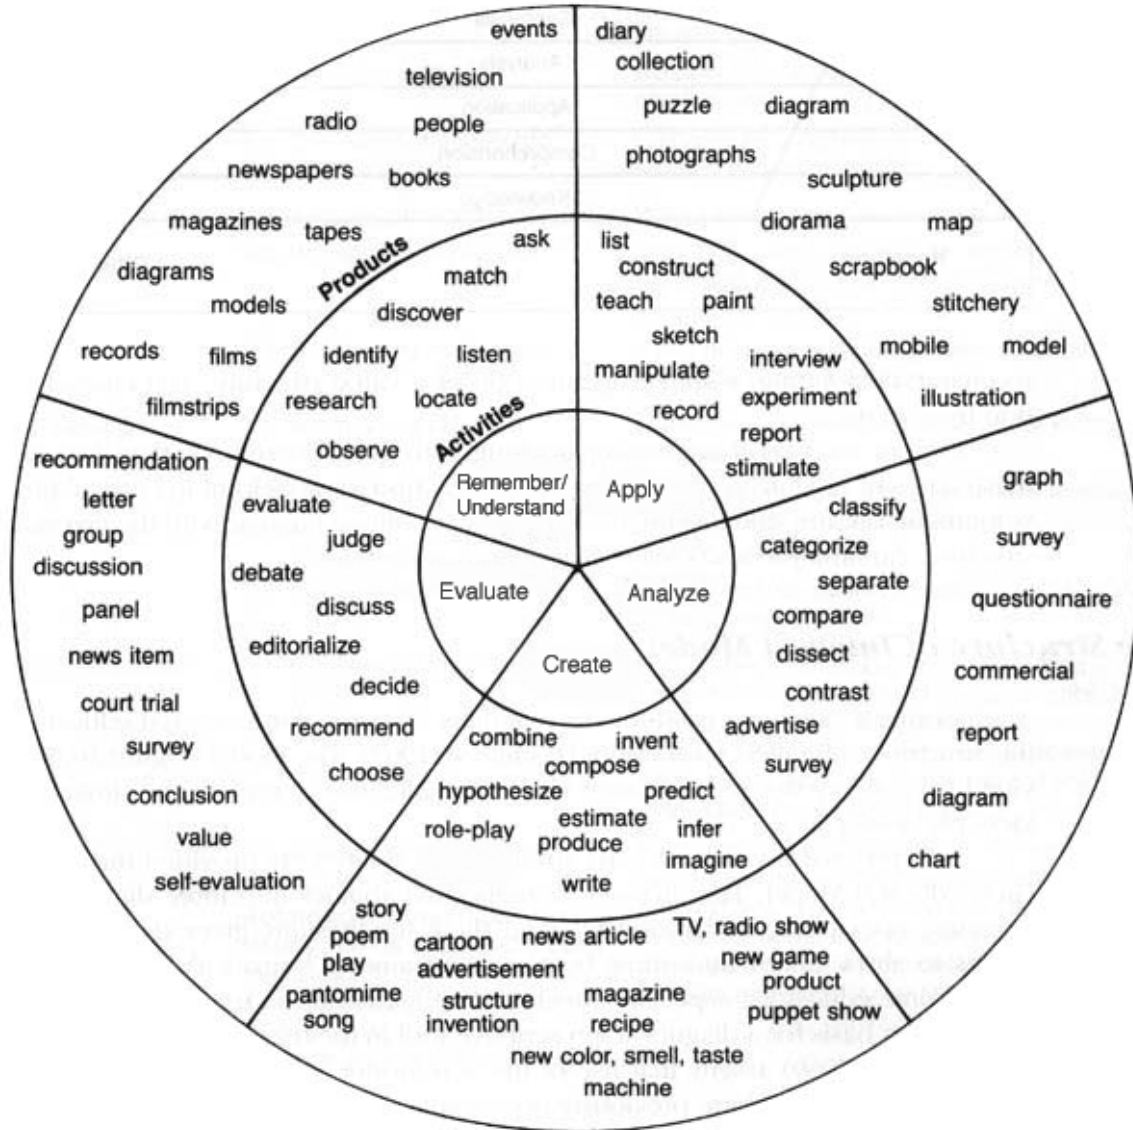 events
television
radio
people
newspapers
books
magazines
tapes
diagrams
models
records
films
filmstrips
Products
ask
match
discover
identify
listen
research
locate
observe
Activities
Remember/
Understand
diary
collection
puzzle
diagram
photographs
sculpture
diorama
map
scrapbook
stitchery
mobile
model
illustration
list
construct
teach
paint
sketch
manipulate
interview
experiment
record
report
stimulate
Apply
graph
survey
questionnaire
commercial
report
diagram
chart
classify
categorize
separate
compare
dissect
contrast
advertise
survey
Analyze
Create
combine
invent
compose
hypothesize
predict
estimate
role-play
produce
infer
imagine
write
story
poem
play
pantomime
song
cartoon
news article
advertisement
structure
invention
magazine
recipe
new color, smell, taste
machine
TV, radio show
new game
product
puppet show
Evaluate
evaluate
judge
debate
discuss
editorialize
decide
recommend
choose
recommendation
letter
group
discussion
panel
news item
court trial
survey
conclusion
value
self-evaluation
Application
Comprehension